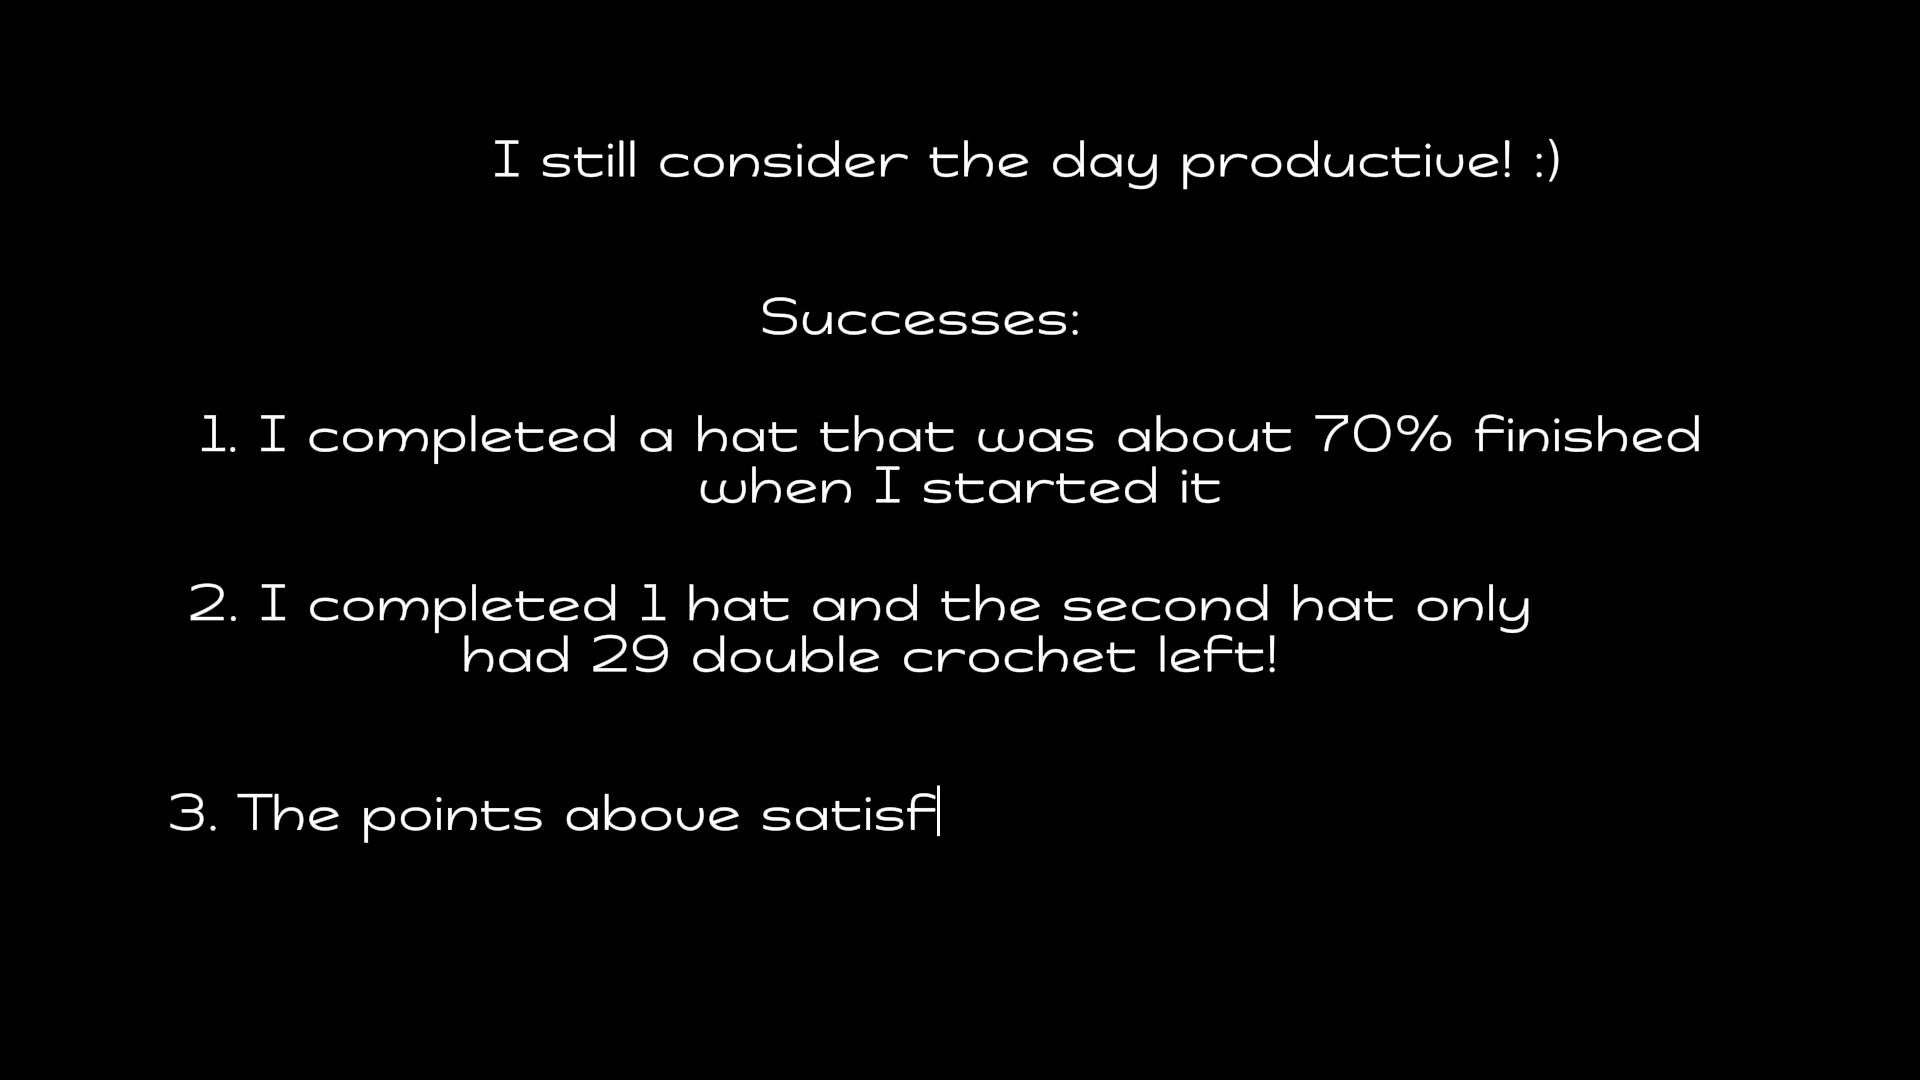 I still consider the day productive! :)
Successes:
1. I completed a hat that was about 70% finished
when I started it
2. I completed 1 hat and the second hat only
had 29 double crochet left!
3. The points above satisf